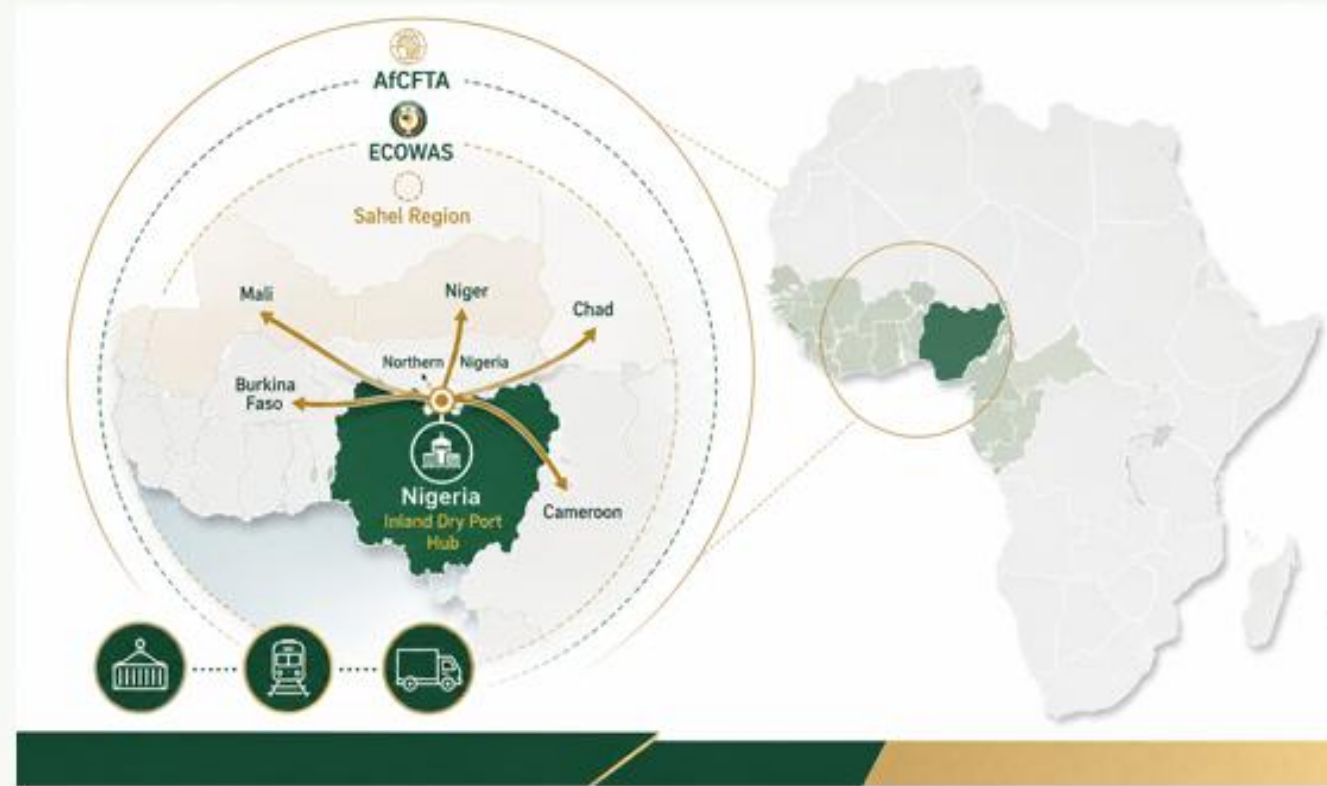 AfCFTA
ECOWAS
Sahel Region
Mali
Niger
Chad
Northern Nigeria
Burkina
Faso
Nigeria
Inland Dry Port
Hub
Cameroon